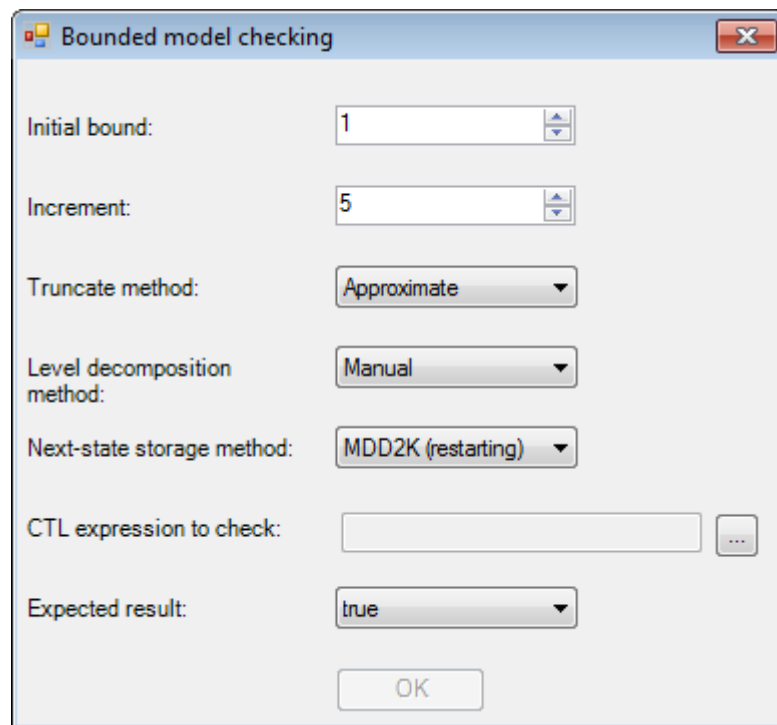 Bounded model checking
Initial bound: 1
Increment: 5
Truncate method: Approximate
Level decomposition method: Manual
Next-state storage method: MDD2K (restarting)
CTL expression to check: ...
Expected result: true
OK